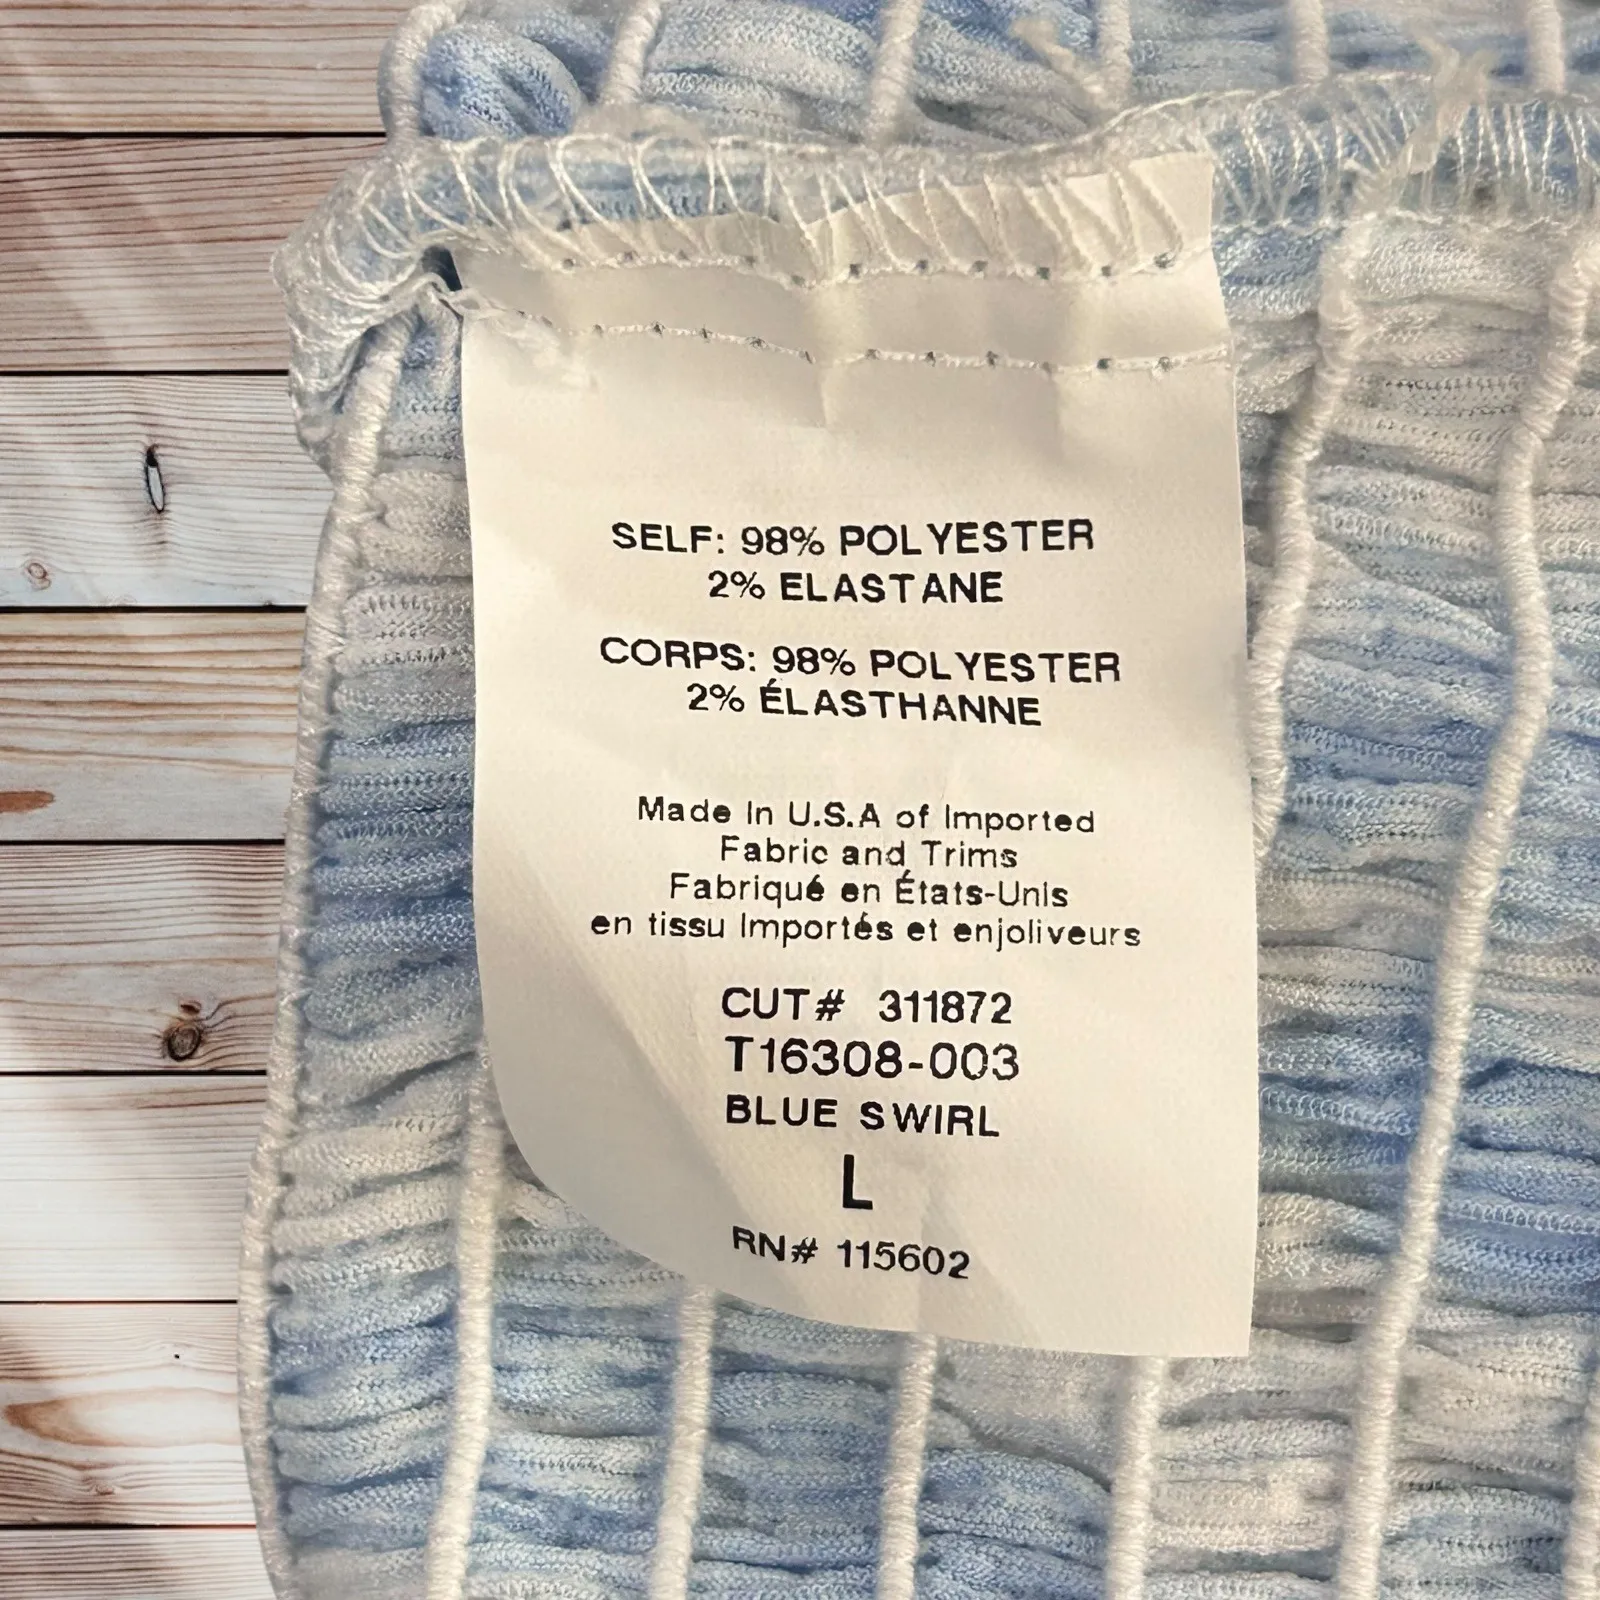 SELF: 98% POLYESTER
2% ELASTANE
CORPS: 98% POLYESTER
2% ÉLASTHANNE
Made In U.S.A of Imported
Fabric and Trims
Fabriqué en États-Unis
en tissu Importés et enjoliveurs
CUT# 311872
T16308-003
BLUE SWIRL
L
RN# 115602